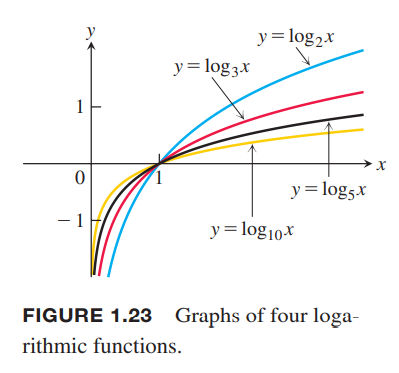 y
y = log₂x
y = log₃x
1
x
0
1
y = log₅x
−1
y = log₁₀x
FIGURE 1.23 Graphs of four loga-
rithmic functions.